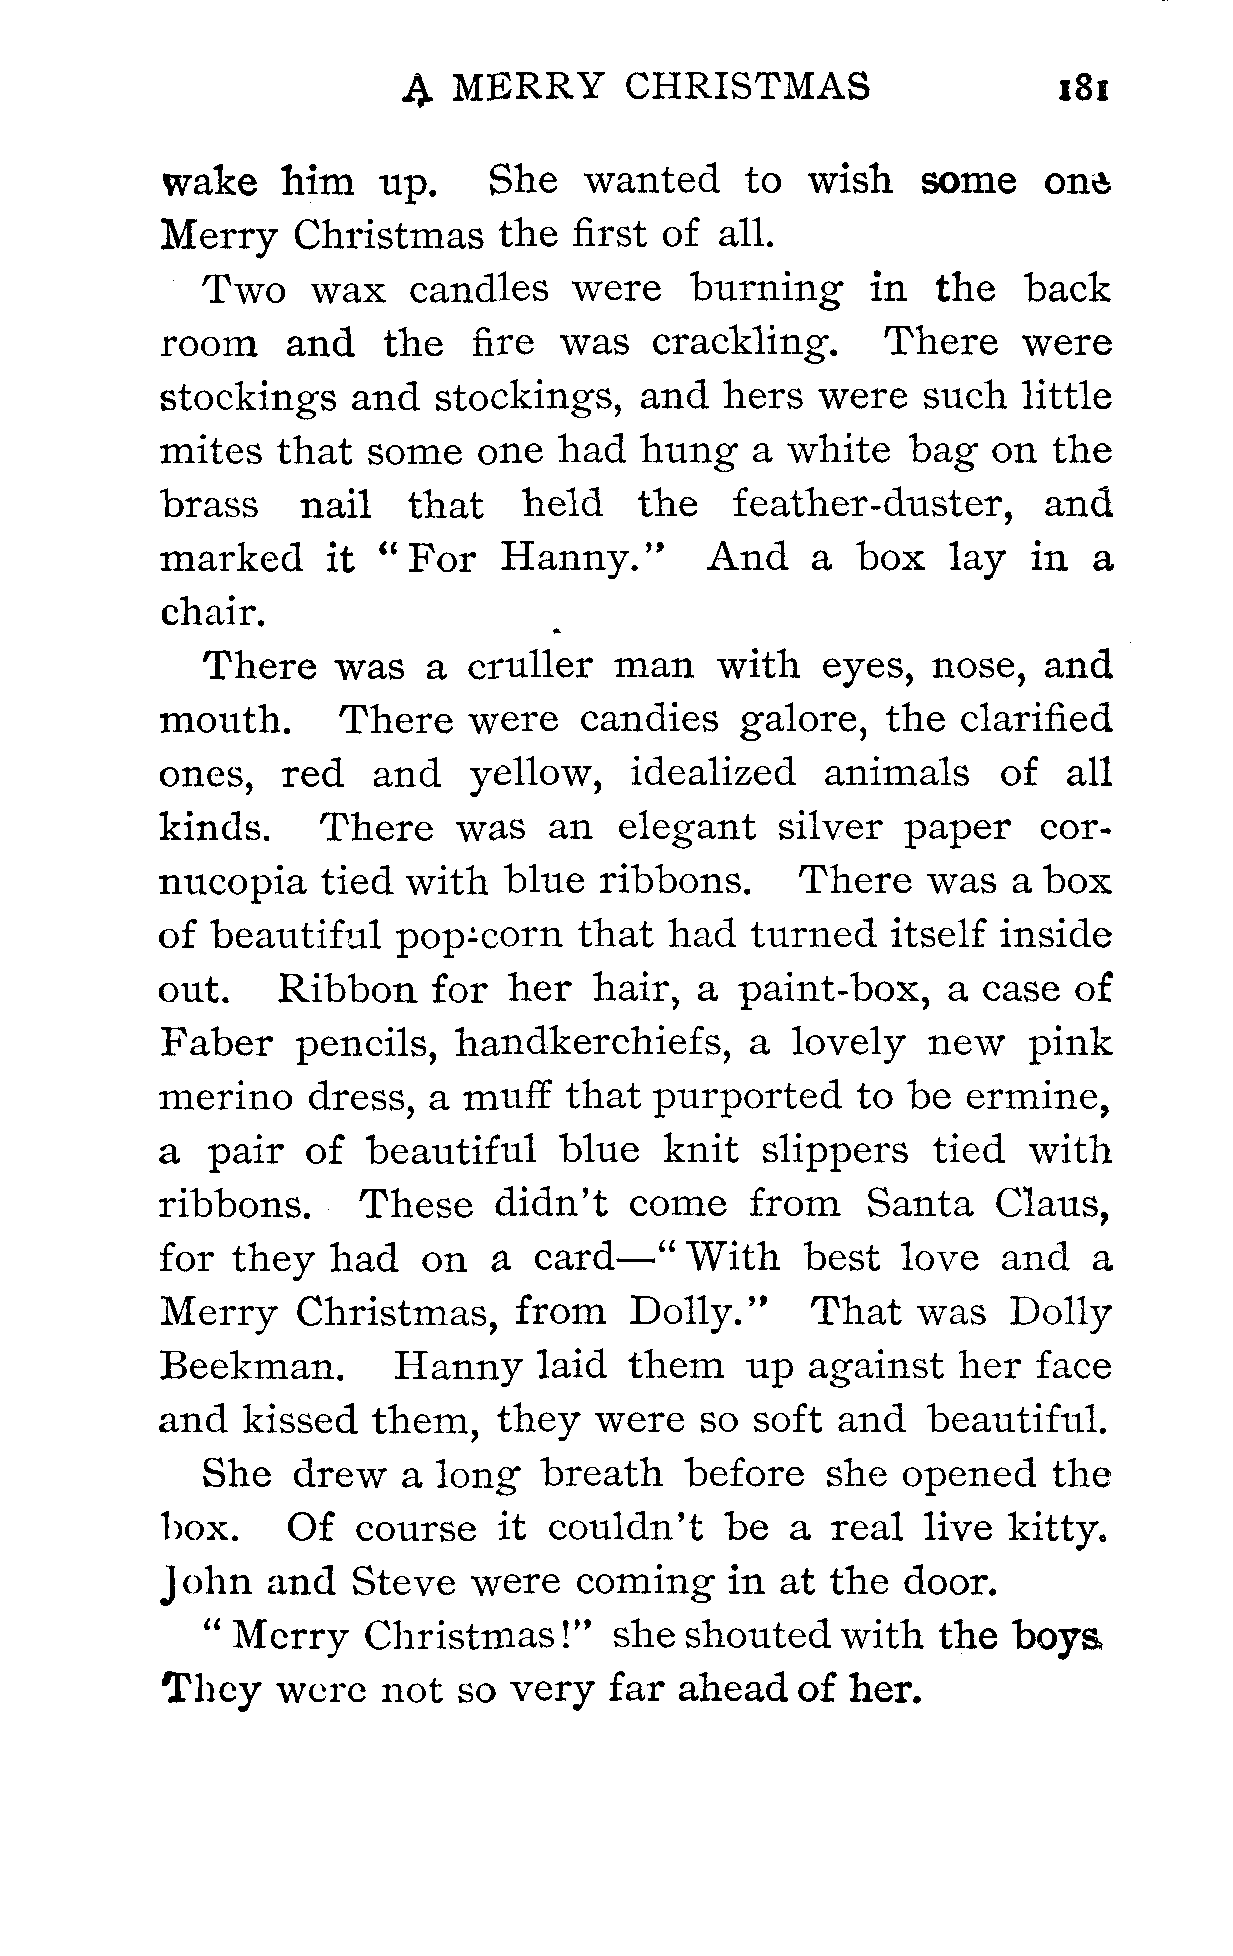 A MERRY CHRISTMAS 181
wake him up. She wanted to wish some one
Merry Christmas the first of all.
Two wax candles were burning in the back
room and the fire was crackling. There were
stockings and stockings, and hers were such little
mites that some one had hung a white bag on the
brass nail that held the feather-duster, and
marked it “ For Hanny.” And a box lay in a
chair.
There was a cruller man with eyes, nose, and
mouth. There were candies galore, the clarified
ones, red and yellow, idealized animals of all
kinds. There was an elegant silver paper cor-
nucopia tied with blue ribbons. There was a box
of beautiful pop-corn that had turned itself inside
out. Ribbon for her hair, a paint-box, a case of
Faber pencils, handkerchiefs, a lovely new pink
merino dress, a muff that purported to be ermine,
a pair of beautiful blue knit slippers tied with
ribbons. These didn’t come from Santa Claus,
for they had on a card—“ With best love and a
Merry Christmas, from Dolly.” That was Dolly
Beekman. Hanny laid them up against her face
and kissed them, they were so soft and beautiful.
She drew a long breath before she opened the
box. Of course it couldn’t be a real live kitty.
John and Steve were coming in at the door.
“ Merry Christmas!” she shouted with the boys.
They were not so very far ahead of her.